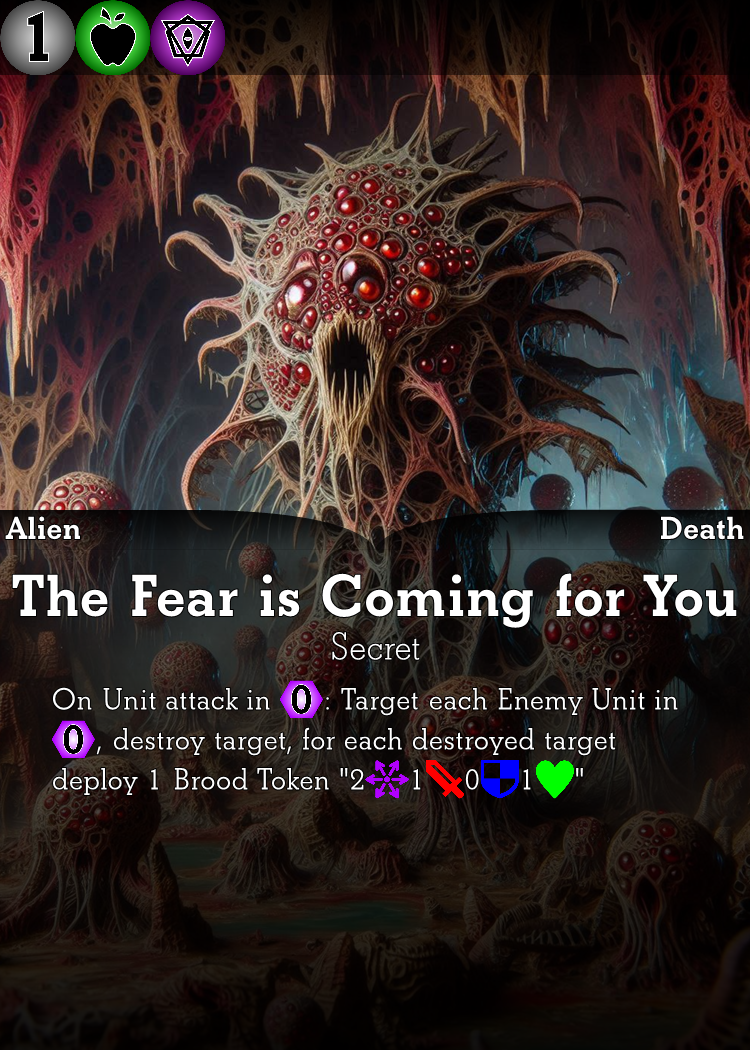 1
Alien Death
The Fear is Coming for You
Secret
On Unit attack in 0: Target each Enemy Unit in
0, destroy target, for each destroyed target
deploy 1 Brood Token "2 1 0 1"